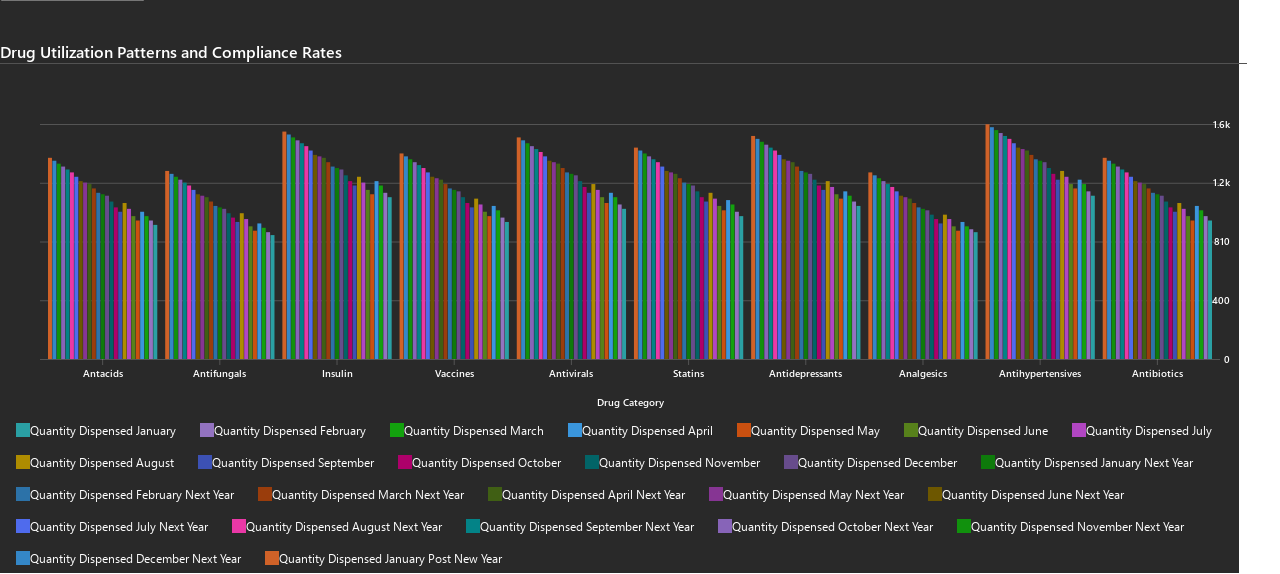 Drug Utilization Patterns and Compliance Rates
1.6k
1.2k
810
400
0
Antacids Antifungals Insulin Vaccines Antivirals Statins Antidepressants Analgesics Antihypertensives Antibiotics
Drug Category
Quantity Dispensed January Quantity Dispensed February Quantity Dispensed March Quantity Dispensed April Quantity Dispensed May Quantity Dispensed June Quantity Dispensed July
Quantity Dispensed August Quantity Dispensed September Quantity Dispensed October Quantity Dispensed November Quantity Dispensed December Quantity Dispensed January Next Year
Quantity Dispensed February Next Year Quantity Dispensed March Next Year Quantity Dispensed April Next Year Quantity Dispensed May Next Year Quantity Dispensed June Next Year
Quantity Dispensed July Next Year Quantity Dispensed August Next Year Quantity Dispensed September Next Year Quantity Dispensed October Next Year Quantity Dispensed November Next Year
Quantity Dispensed December Next Year Quantity Dispensed January Post New Year